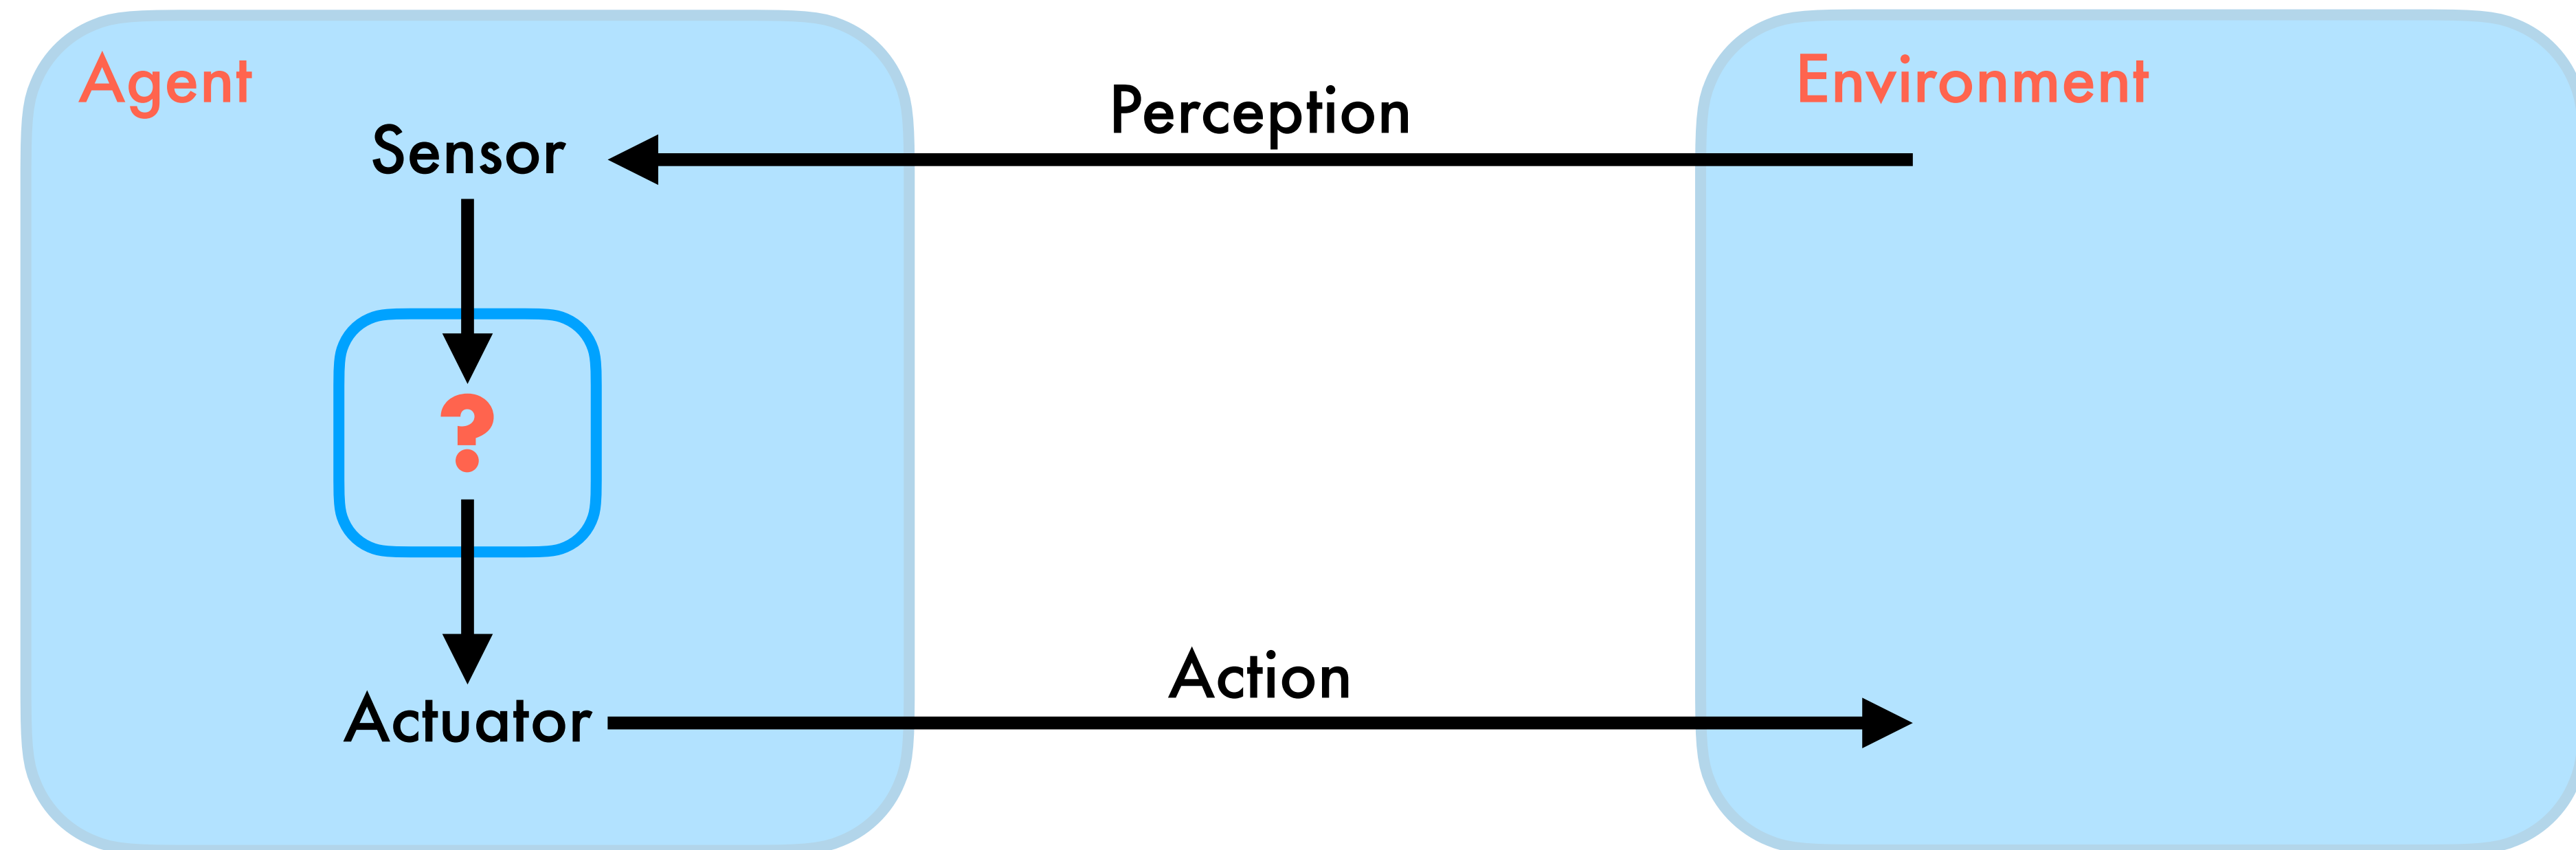 Agent
Environment
Perception
Sensor
?
Action
Actuator